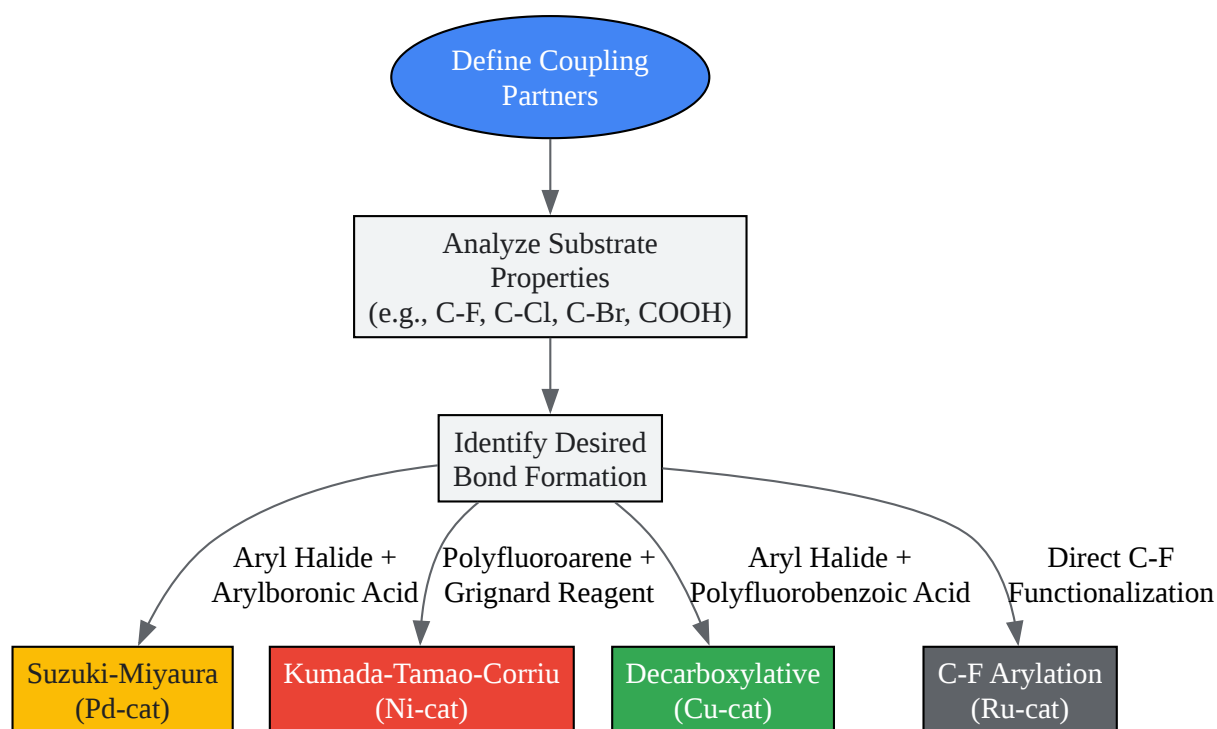 Define Coupling
Partners
Analyze Substrate
Properties
(e.g., C-F, C-Cl, C-Br, COOH)
Identify Desired
Bond Formation
Aryl Halide +
Arylboronic Acid
Polyfluoroarene +
Grignard Reagent
Aryl Halide +
Polyfluorobenzoic Acid
Direct C-F
Functionalization
Suzuki-Miyaura
(Pd-cat)
Kumada-Tamao-Corriu
(Ni-cat)
Decarboxylative
(Cu-cat)
C-F Arylation
(Ru-cat)